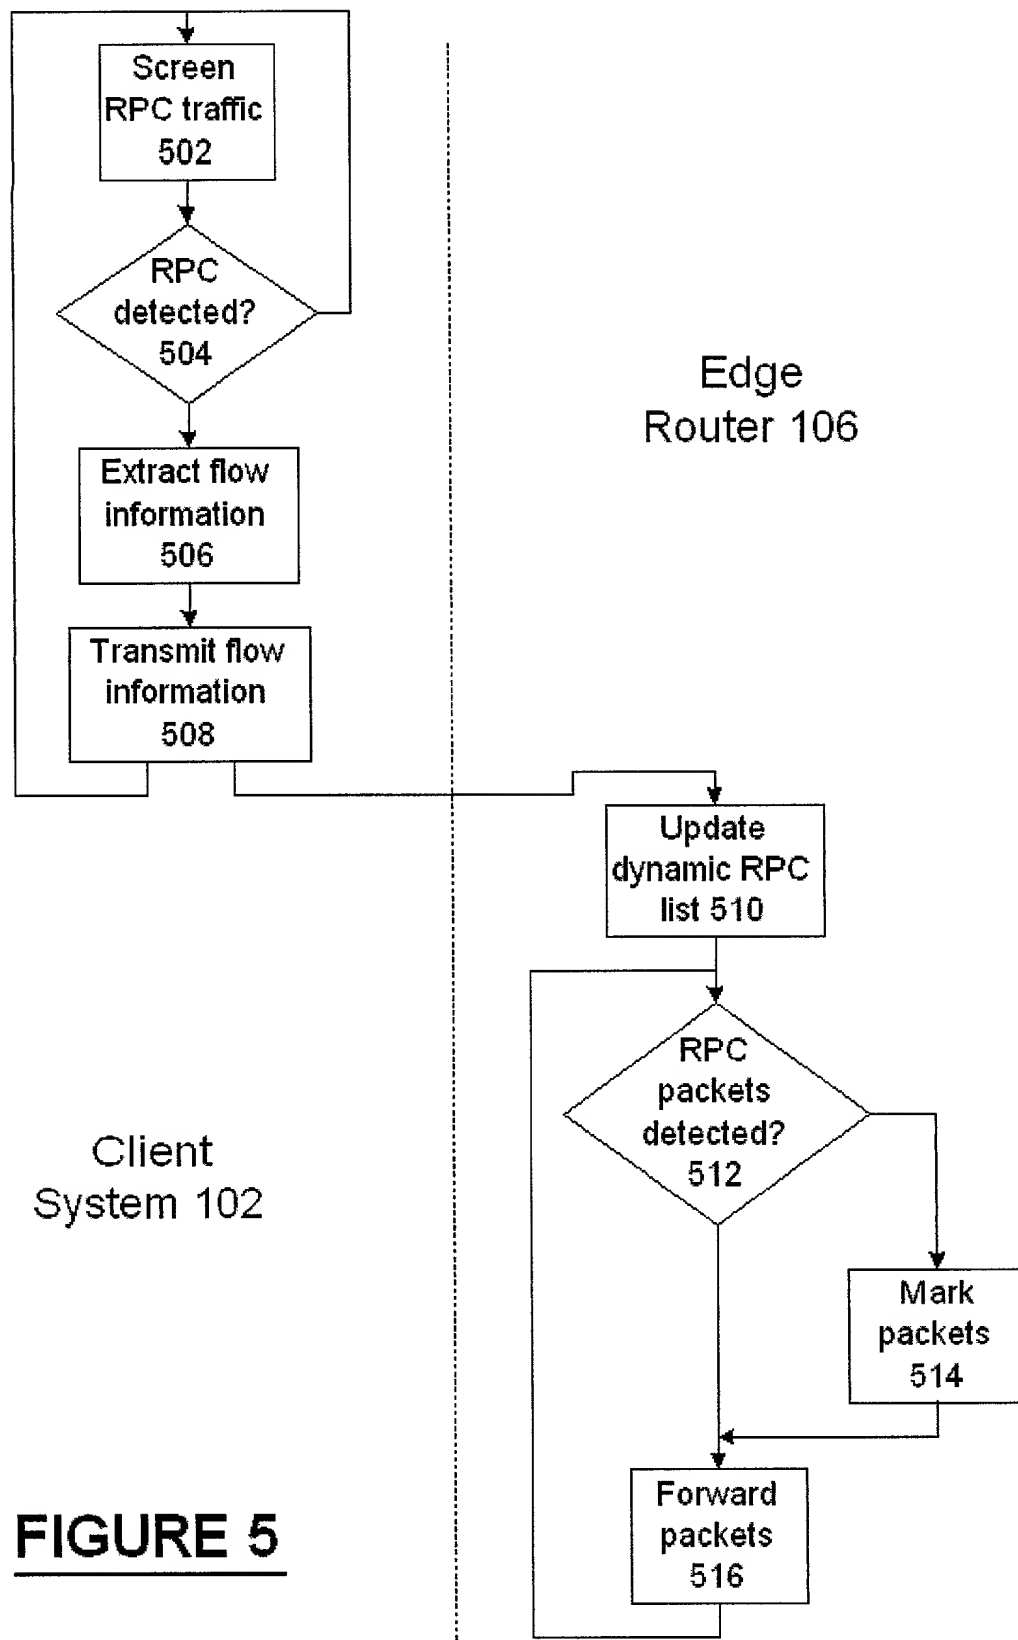 Screen
RPC traffic
502
RPC
detected?
504
Edge
Router 106
Extract flow
information
506
Transmit flow
information
508
Update
dynamic RPC
list 510
RPC
packets
detected?
512
Client
System 102
Mark
packets
514
Forward
packets
516
FIGURE 5